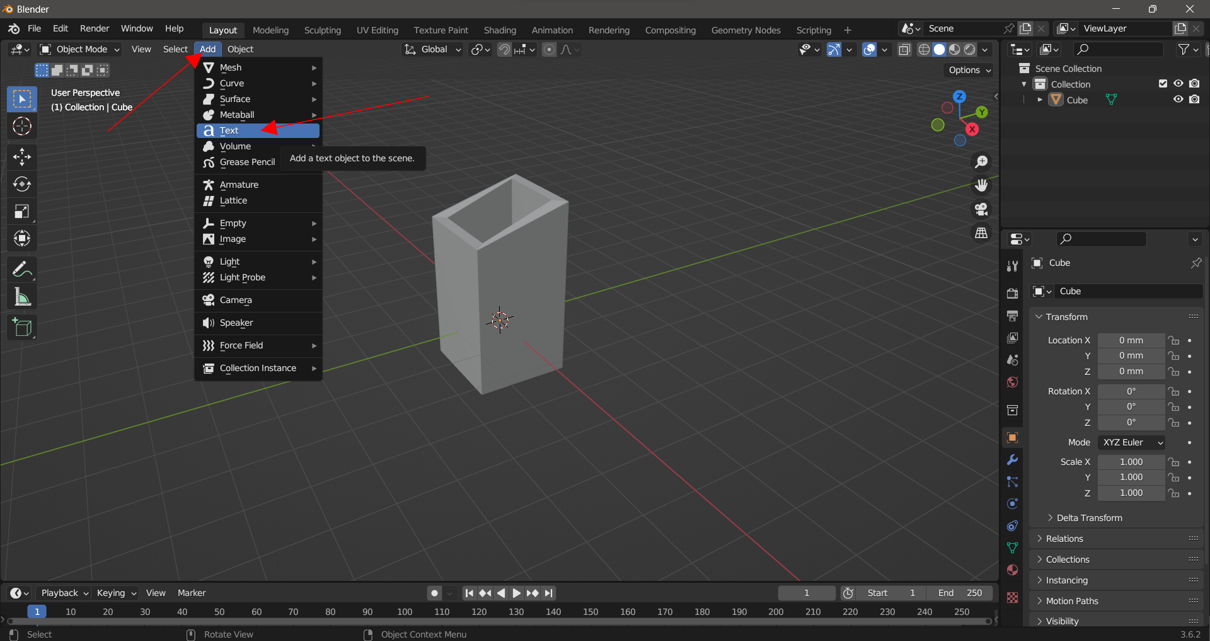 Blender
File Edit Render Window Help Layout Modeling Sculpting UV Editing Texture Paint Shading Animation Rendering Compositing Geometry Nodes Scripting + Scene ViewLayer
Object Mode View Select Add Object Global
Options
User Perspective
(1) Collection | Cube
Mesh
Curve
Surface
Metaball
a Text
Volume
Grease Pencil
Add a text object to the scene.
Armature
Lattice
Empty
Image
Light
Light Probe
Camera
Speaker
Force Field
Collection Instance
Z
Y
X
Scene Collection
Collection
Cube
Cube
Cube
Transform
Location X 0 mm
Y 0 mm
Z 0 mm
Rotation X 0°
Y 0°
Z 0°
Mode XYZ Euler
Scale X 1.000
Y 1.000
Z 1.000
Delta Transform
Relations
Collections
Instancing
Motion Paths
Visibility
Playback Keying View Marker 1 Start 1 End 250
1 10 20 30 40 50 60 70 80 90 100 110 120 130 140 150 160 170 180 190 200 210 220 230 240 250
Select Rotate View Object Context Menu 3.6.2